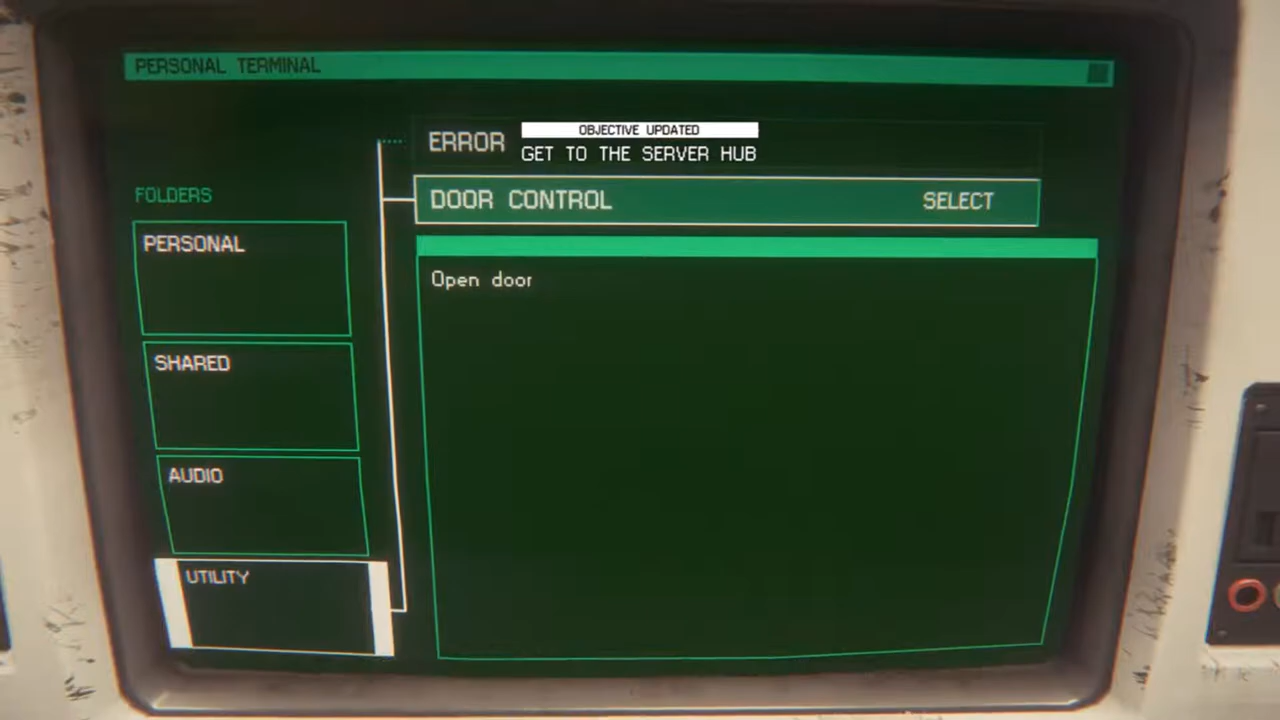 PERSONAL TERMINAL
ERROR
OBJECTIVE UPDATED
GET TO THE SERVER HUB
FOLDERS
DOOR CONTROL SELECT
PERSONAL
Open door
SHARED
AUDIO
UTILITY